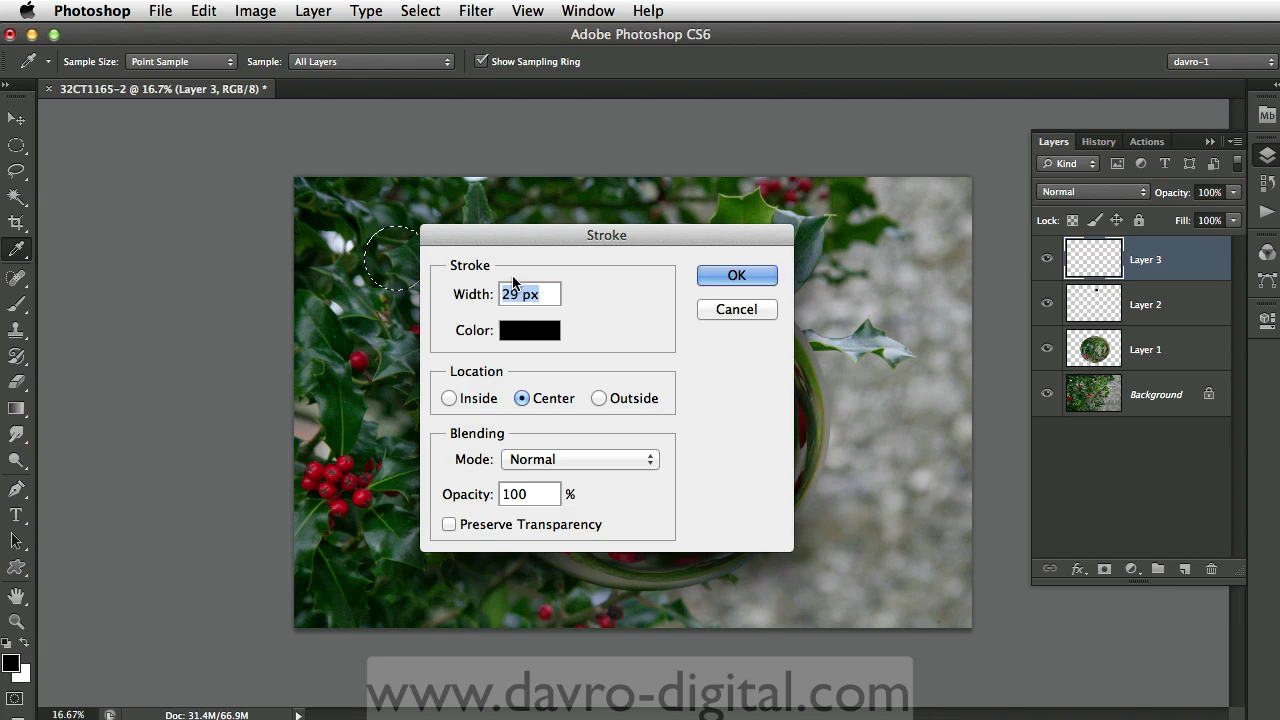 Photoshop File Edit Image Layer Type Select Filter View Window Help
Adobe Photoshop CS6
Sample Size: Point Sample Sample: All Layers Show Sampling Ring davro-1
× 32CT1165-2 @ 16.7% (Layer 3, RGB/8) *
Mb
Layers History Actions
Kind
Normal Opacity: 100%
Lock: Fill: 100%
Layer 3
Layer 2
Layer 1
Background
Stroke
Stroke
Width: 29 px
Color:
OK
Cancel
Location
Inside Center Outside
Blending
Mode: Normal
Opacity: 100 %
Preserve Transparency
fx
www.davro-digital.com
16.67% Doc: 31.4M/66.9M